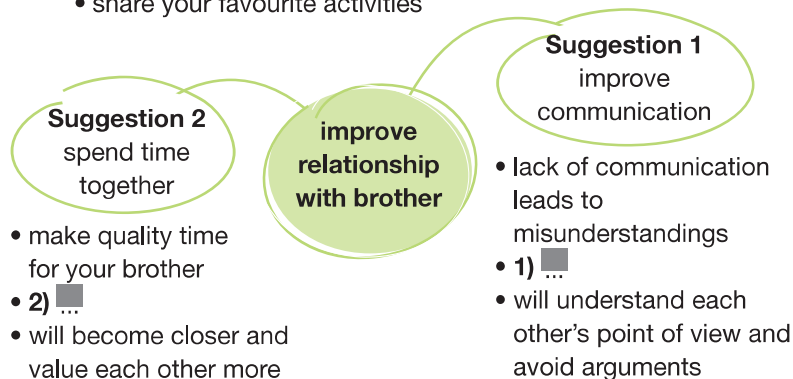 • share your favourite activities
Suggestion 1
improve
communication
• lack of communication
leads to
misunderstandings
• 1) ...
• will understand each
other's point of view and
avoid arguments
improve
relationship
with brother
Suggestion 2
spend time
together
• make quality time
for your brother
• 2) ...
• will become closer and
value each other more